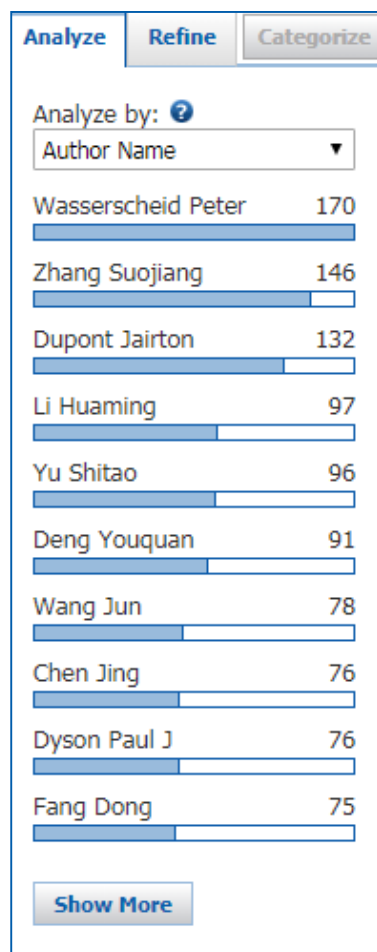 Analyze Refine Categorize
Analyze by: ?
Author Name
Wasserscheid Peter 170
Zhang Suojiang 146
Dupont Jairton 132
Li Huaming 97
Yu Shitao 96
Deng Youquan 91
Wang Jun 78
Chen Jing 76
Dyson Paul J 76
Fang Dong 75
Show More